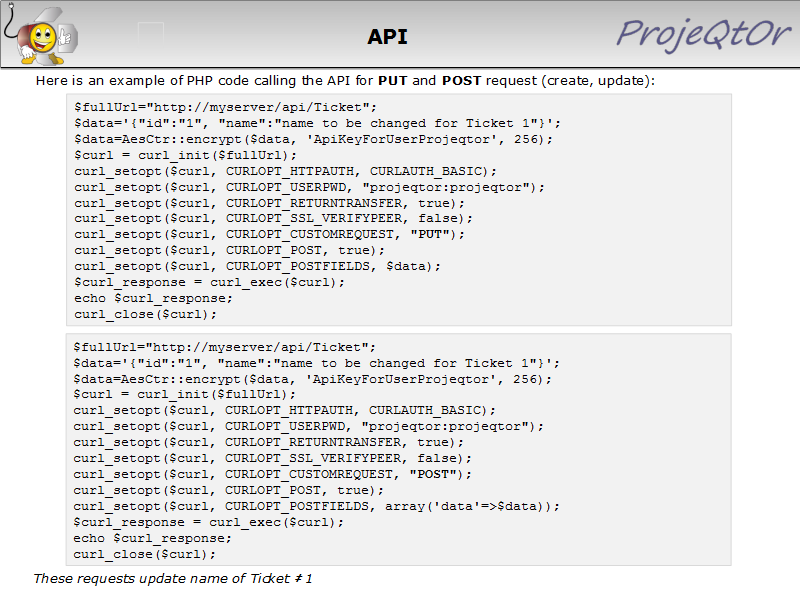 API
ProjeQtOr
Here is an example of PHP code calling the API for PUT and POST request (create, update):
$fullUrl="http://myserver/api/Ticket";
$data='{"id":"1", "name":"name to be changed for Ticket 1"}';
$data=AesCtr::encrypt($data, 'ApiKeyForUserProjeqtor', 256);
$curl = curl_init($fullUrl);
curl_setopt($curl, CURLOPT_HTTPAUTH, CURLAUTH_BASIC);
curl_setopt($curl, CURLOPT_USERPWD, "projeqtor:projeqtor");
curl_setopt($curl, CURLOPT_RETURNTRANSFER, true);
curl_setopt($curl, CURLOPT_SSL_VERIFYPEER, false);
curl_setopt($curl, CURLOPT_CUSTOMREQUEST, "PUT");
curl_setopt($curl, CURLOPT_POST, true);
curl_setopt($curl, CURLOPT_POSTFIELDS, $data);
$curl_response = curl_exec($curl);
echo $curl_response;
curl_close($curl);
$fullUrl="http://myserver/api/Ticket";
$data='{"id":"1", "name":"name to be changed for Ticket 1"}';
$data=AesCtr::encrypt($data, 'ApiKeyForUserProjeqtor', 256);
$curl = curl_init($fullUrl);
curl_setopt($curl, CURLOPT_HTTPAUTH, CURLAUTH_BASIC);
curl_setopt($curl, CURLOPT_USERPWD, "projeqtor:projeqtor");
curl_setopt($curl, CURLOPT_RETURNTRANSFER, true);
curl_setopt($curl, CURLOPT_SSL_VERIFYPEER, false);
curl_setopt($curl, CURLOPT_CUSTOMREQUEST, "POST");
curl_setopt($curl, CURLOPT_POST, true);
curl_setopt($curl, CURLOPT_POSTFIELDS, array('data'=>$data));
$curl_response = curl_exec($curl);
echo $curl_response;
curl_close($curl);
These requests update name of Ticket #1